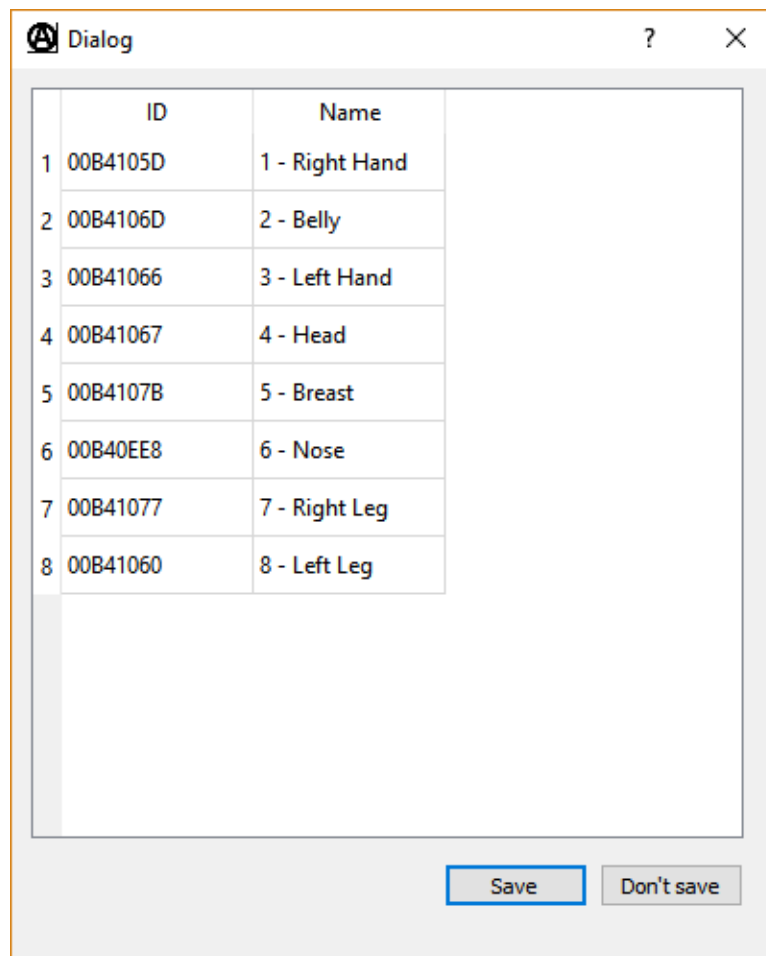 Dialog ? ×
ID Name
1 00B4105D 1 - Right Hand
2 00B4106D 2 - Belly
3 00B41066 3 - Left Hand
4 00B41067 4 - Head
5 00B4107B 5 - Breast
6 00B40EE8 6 - Nose
7 00B41077 7 - Right Leg
8 00B41060 8 - Left Leg
Save Don't save